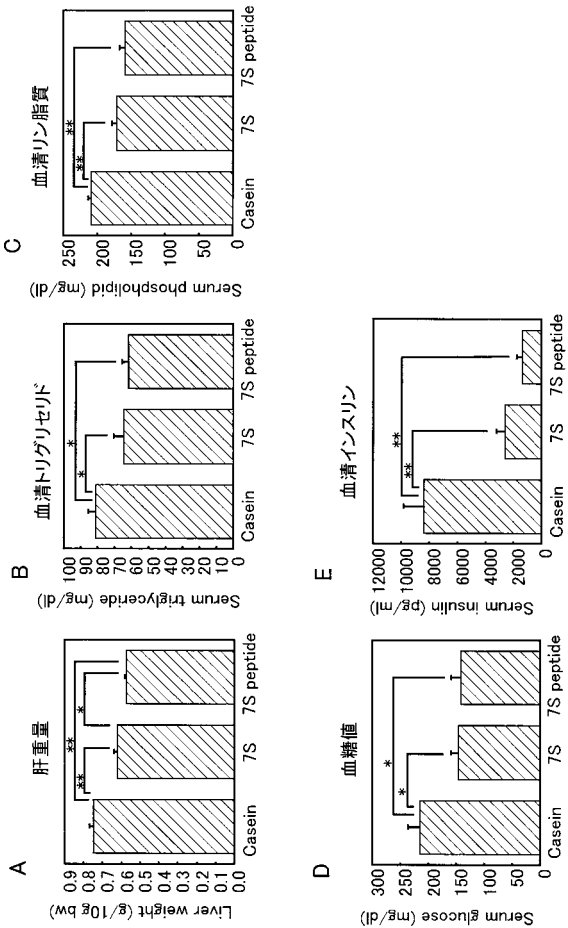 A
肝重量
Liver weight (g/10g bw)
0.9
0.8
0.7
0.6
0.5
0.4
0.3
0.2
0.1
0.0
**
**
*
Casein
7S
7S peptide
B
血清トリグリセリド
Serum triglyceride (mg/dl)
100
90
80
70
60
50
40
30
20
10
0
*
*
Casein
7S
7S peptide
C
血清リン脂質
Serum phospholipid (mg/dl)
250
200
150
100
50
0
**
**
Casein
7S
7S peptide
D
血糖値
Serum glucose (mg/dl)
300
250
200
150
100
50
0
*
*
Casein
7S
7S peptide
E
血清インスリン
Serum insulin (pg/ml)
12000
10000
8000
6000
4000
2000
0
**
**
Casein
7S
7S peptide